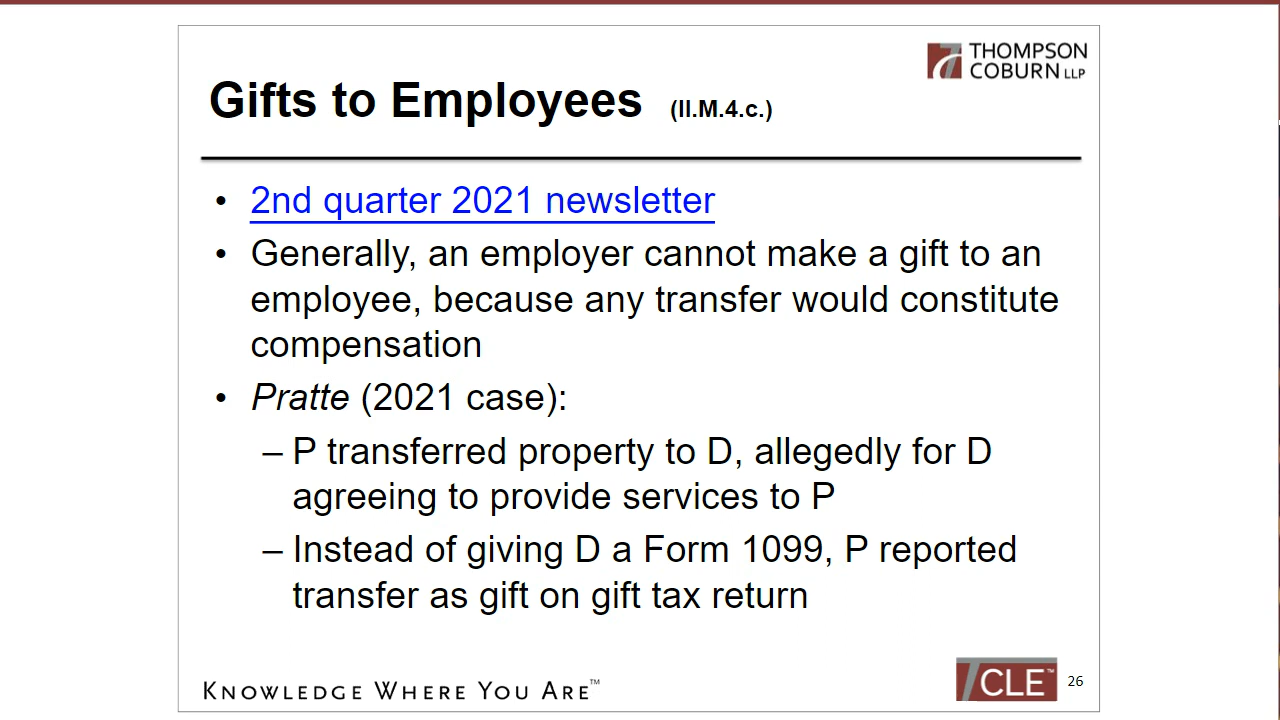 THOMPSON
COBURN LLP
Gifts to Employees (II.M.4.c.)
• 2nd quarter 2021 newsletter
• Generally, an employer cannot make a gift to an
employee, because any transfer would constitute
compensation
• Pratte (2021 case):
– P transferred property to D, allegedly for D
agreeing to provide services to P
– Instead of giving D a Form 1099, P reported
transfer as gift on gift tax return
KNOWLEDGE WHERE YOU ARE™
CLE™ 26